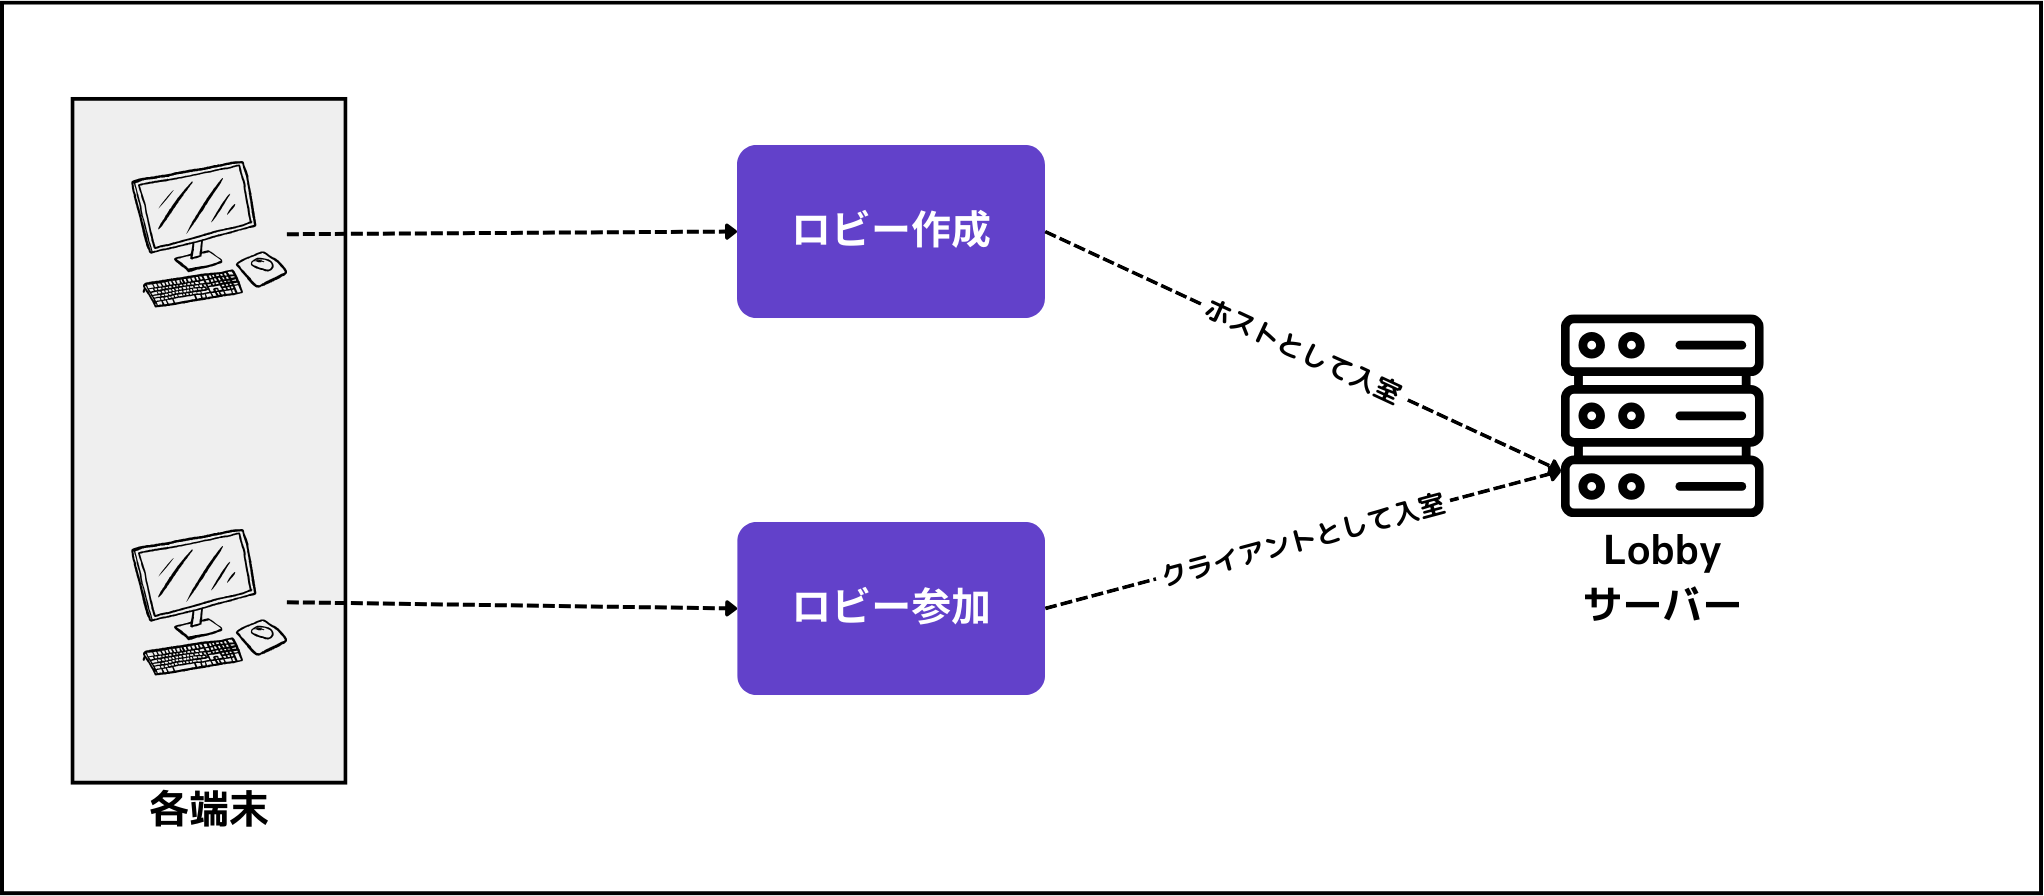 ロビー作成
ホストとして入室
クライアントとして入室
ロビー参加
Lobby
サーバー
各端末